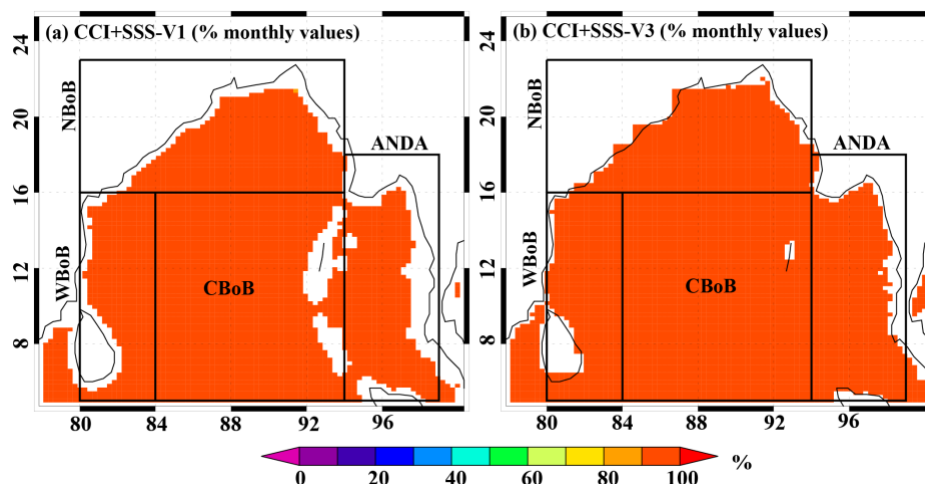 (a) CCI+SSS-V1 (% monthly values)
24
20
16
12
8
NBoB
WBoB
CBoB
ANDA
80 84 88 92 96
(b) CCI+SSS-V3 (% monthly values)
24
20
16
12
8
NBoB
WBoB
CBoB
ANDA
80 84 88 92 96
0 20 40 60 80 100 %